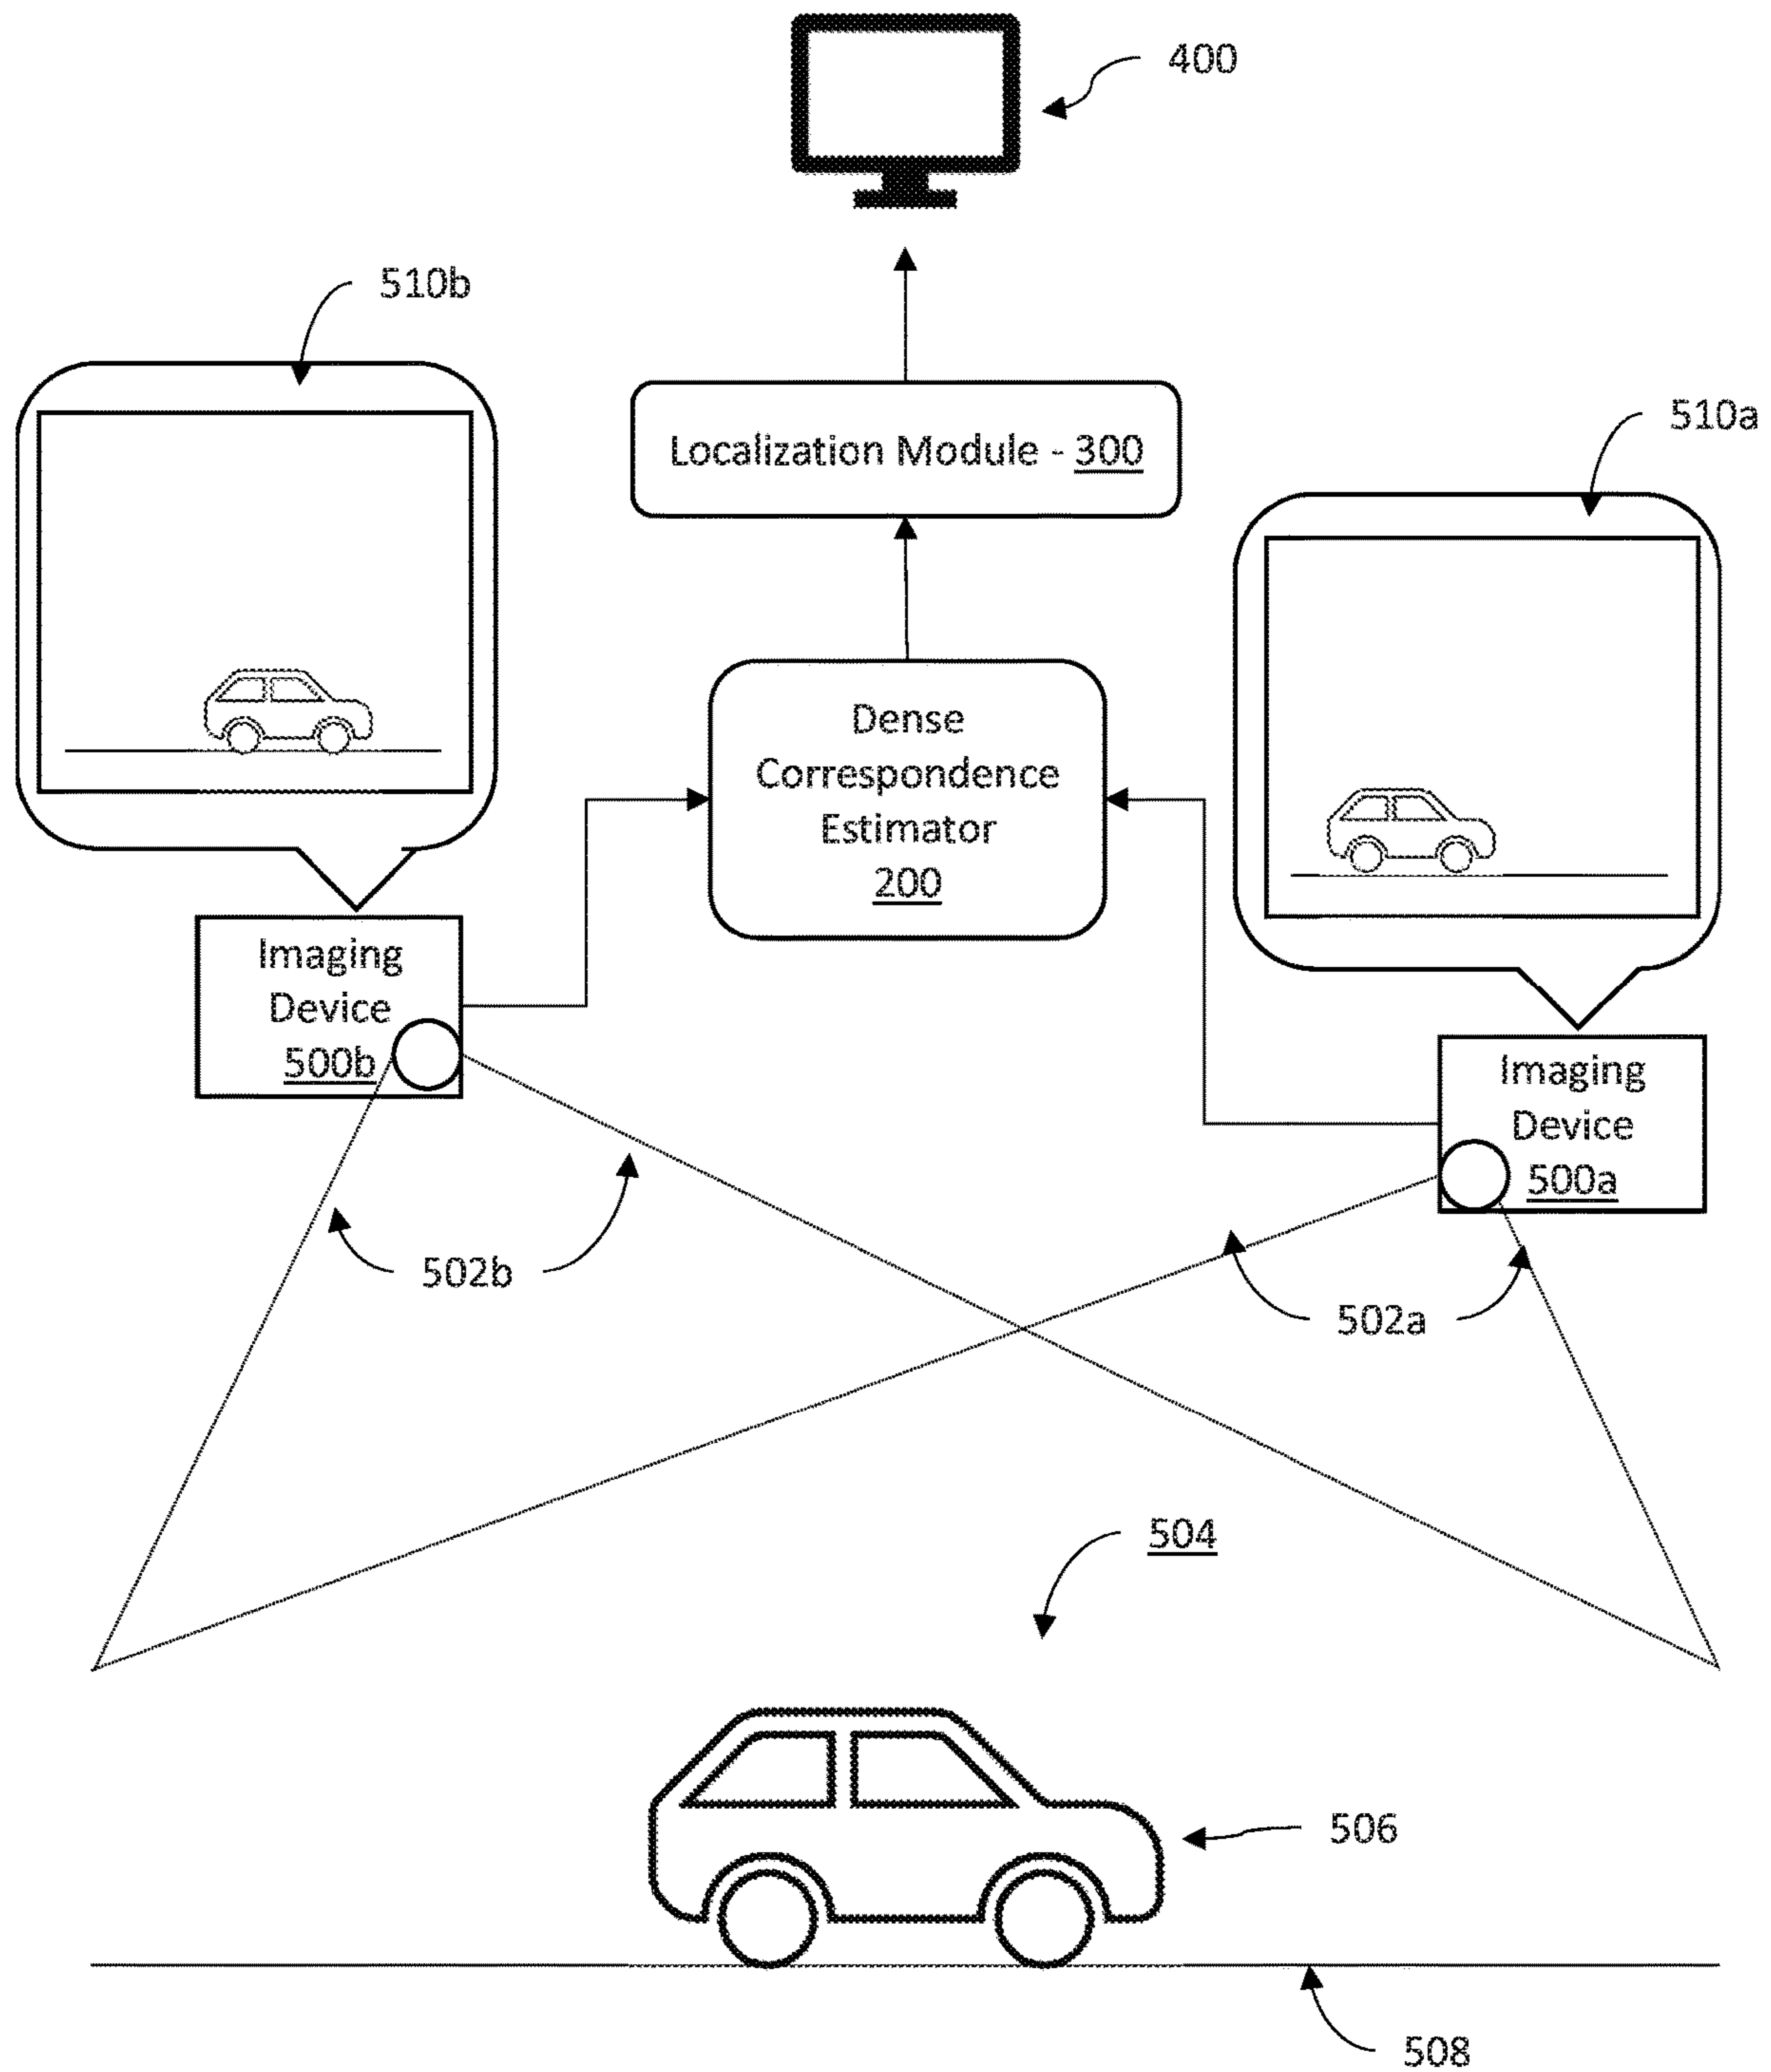 400
510b
510a
Localization Module - 300
Dense
Correspondence
Estimator
200
Imaging
Device
500b
Imaging
Device
500a
502b
502a
504
506
508